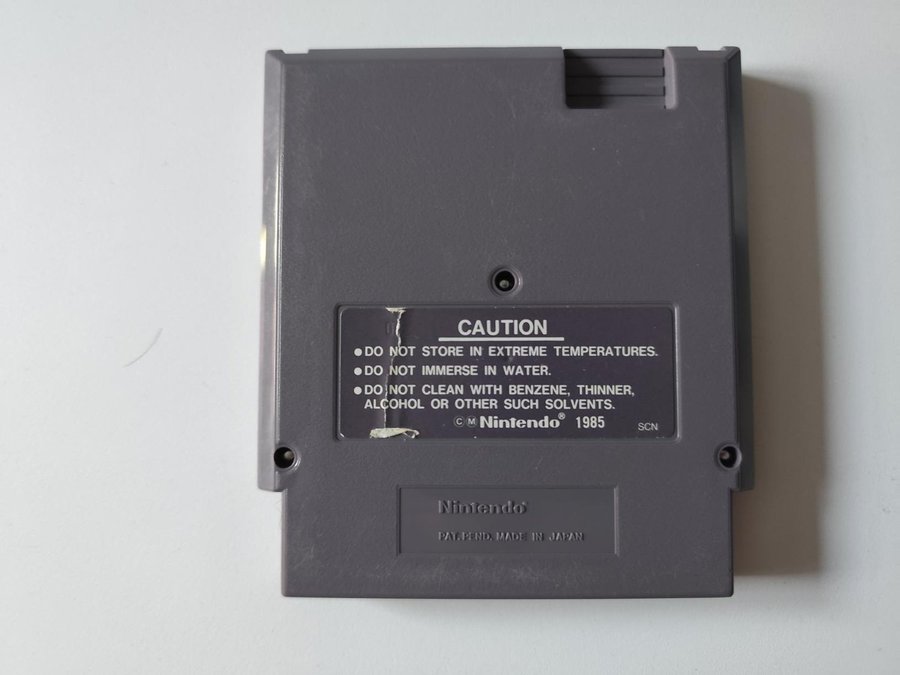 CAUTION
●DO NOT STORE IN EXTREME TEMPERATURES.
●DO NOT IMMERSE IN WATER.
●DO NOT CLEAN WITH BENZENE, THINNER,
ALCOHOL OR OTHER SUCH SOLVENTS.
ⒸⓂ Nintendo® 1985 SCN
Nintendo®
PAT. PEND. MADE IN JAPAN